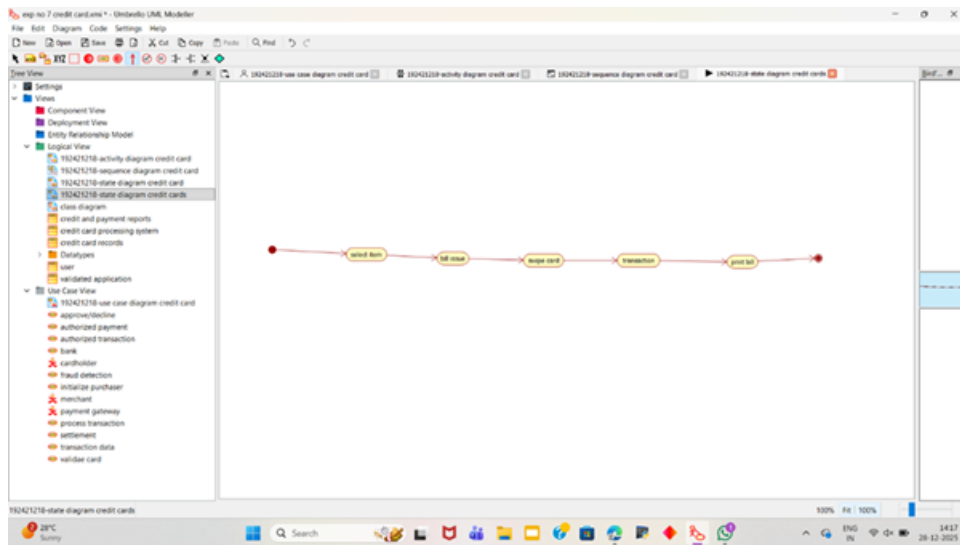 exp no 7 credit card.xmi * - Umbrello UML Modeller
File Edit Diagram Code Settings Help
New Open Save Cut Copy Paste Find
XYZ
Tree View
192421218-use case diagram credit card
192421218-activity diagram credit card
192421218-sequence diagram credit card
192421218-state diagram credit cards
Bird...
Settings
Views
Component View
Deployment View
Entity Relationship Model
Logical View
192421218-activity diagram credit card
192421218-sequence diagram credit card
192421218-state diagram credit card
192421218-state diagram credit cards
class diagram
credit and payment reports
credit card processing system
credit card records
Datatypes
user
validated application
Use Case View
192421218-use case diagram credit card
approve/decline
authorized payment
authorized transaction
bank
cardholder
fraud detection
initialize purchaser
merchant
payment gateway
process transaction
settlement
transaction data
validae card
select item
bill issue
swipe card
transaction
print bill
192421218-state diagram credit cards
100% Fit 100%
28°C
Sunny
Search
ENG
IN
14:17
28-12-2025